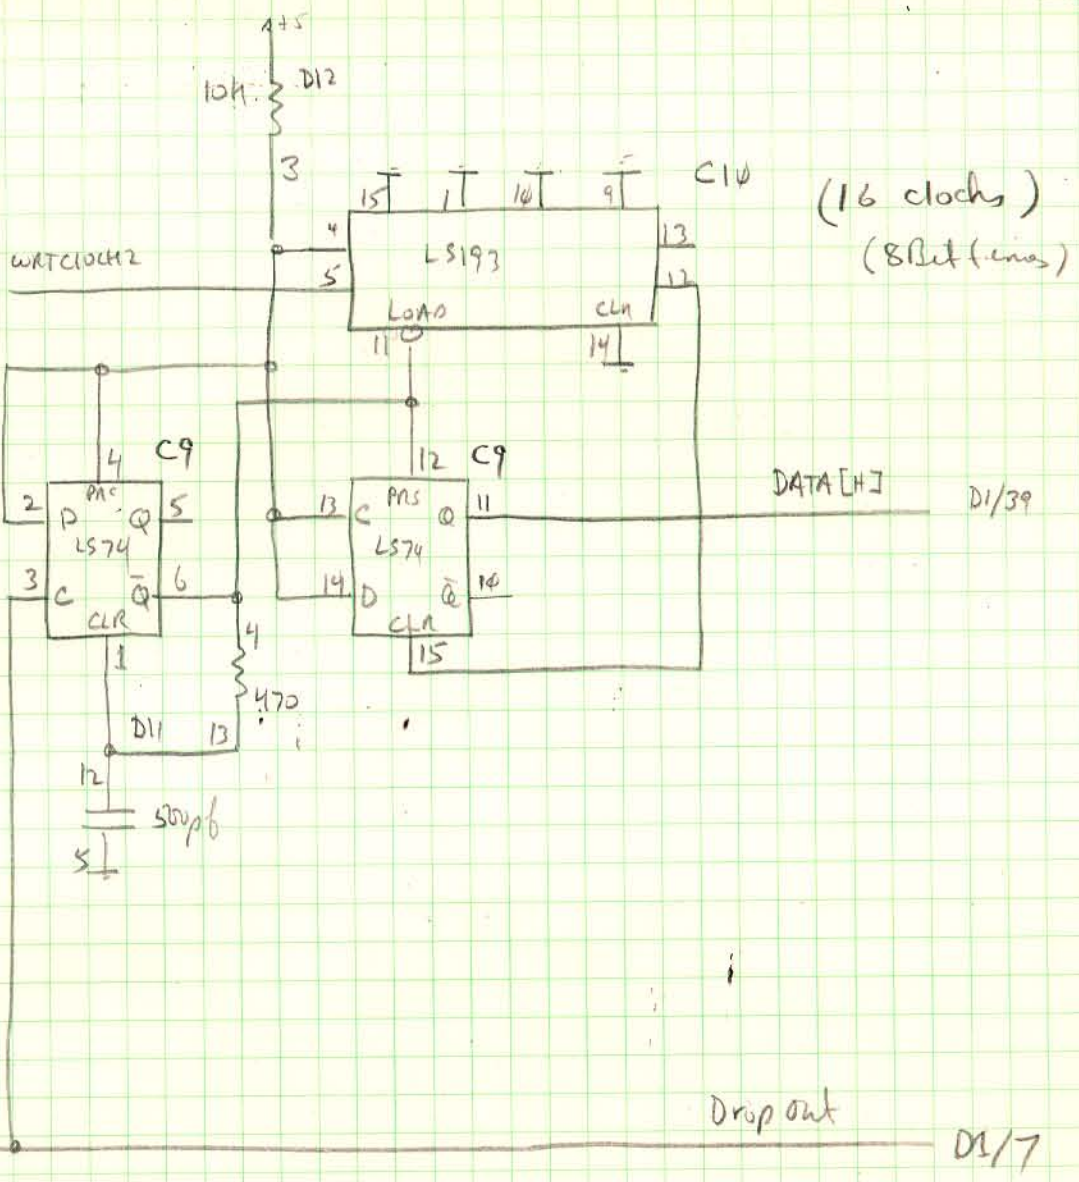 +5
10K
D12
3
15
1
10
9
C10
(16 clocks)
4
LS193
13
WRTCLOCK2
5
12
LOAD
CLR
11
14
4
C9
12
C9
PRS
PRS
DATA[H]
D1/39
2
D
Q
5
13
C
Q
11
LS74
LS74
3
C
Q̅
6
14
D
Q̅
10
CLR
CLR
1
4
15
470
D11
13
12
500pf
5
Drop out
D1/7